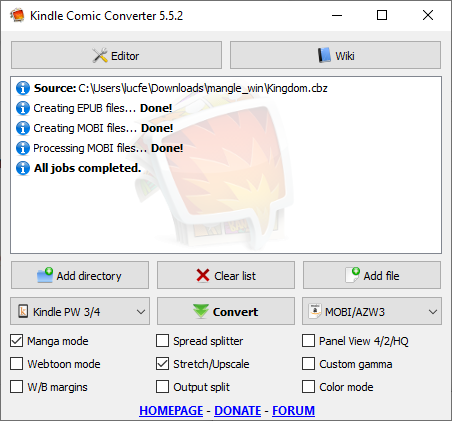 Kindle Comic Converter 5.5.2
Editor
Wiki
Source: C:\Users\lucfe\Downloads\mangle_win\Kingdom.cbz
Creating EPUB files... Done!
Creating MOBI files... Done!
Processing MOBI files... Done!
All jobs completed.
Add directory
Clear list
Add file
Kindle PW 3/4
Convert
MOBI/AZW3
Manga mode
Spread splitter
Panel View 4/2/HQ
Webtoon mode
Stretch/Upscale
Custom gamma
W/B margins
Output split
Color mode
HOMEPAGE - DONATE - FORUM